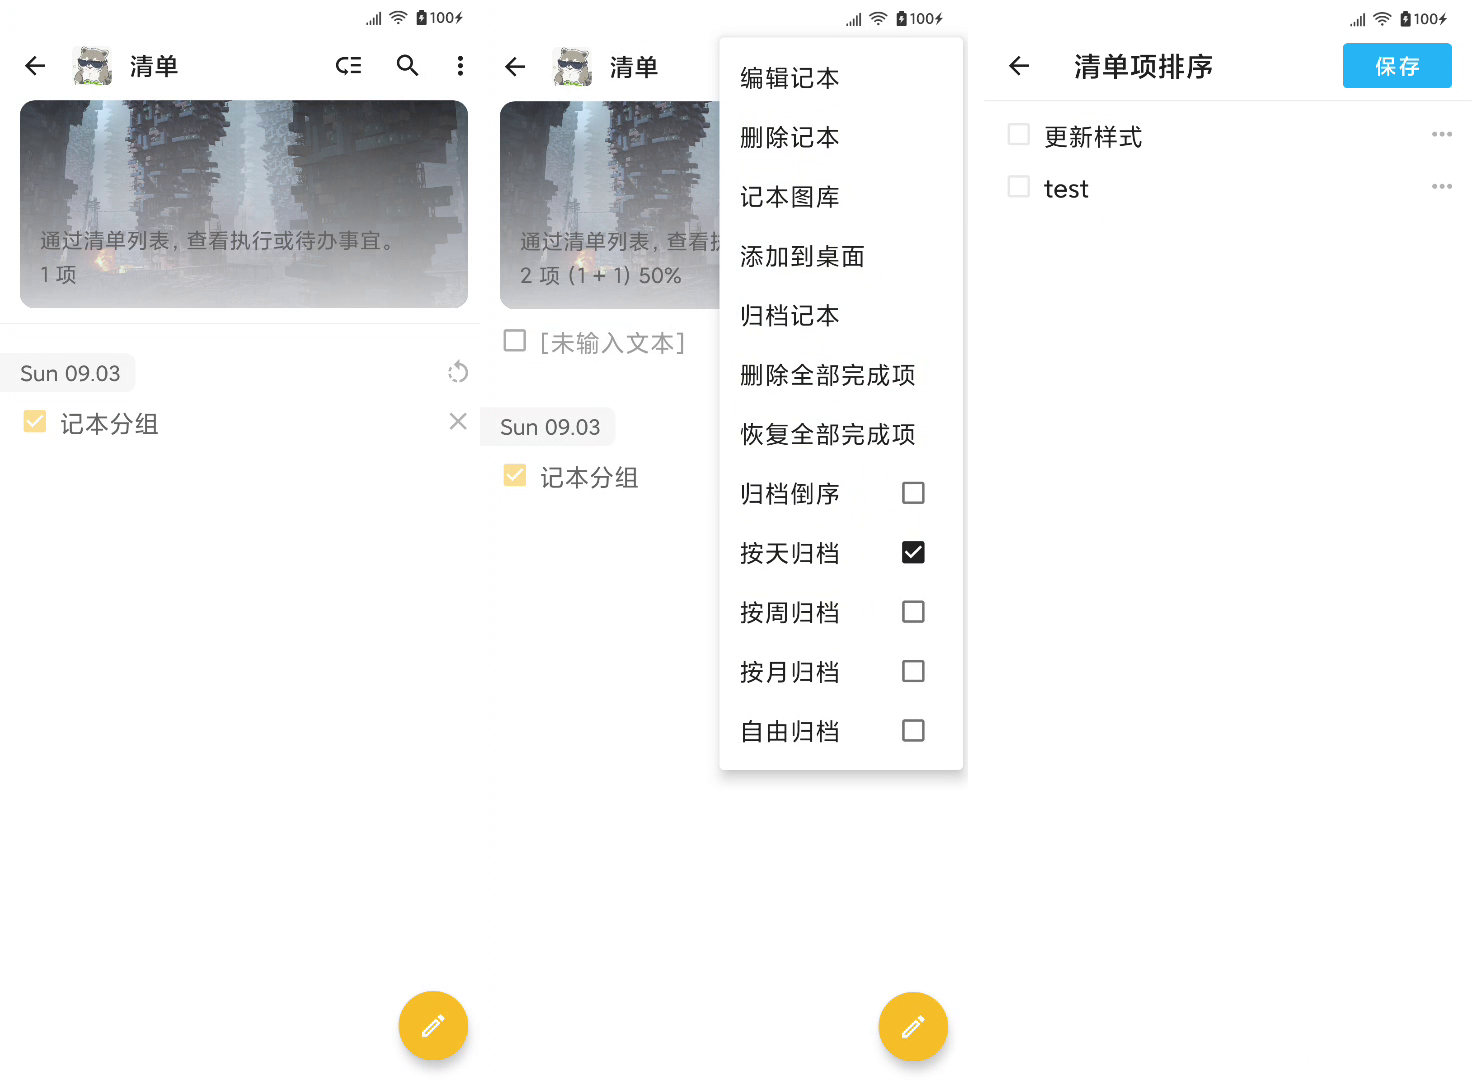 100
清单
通过清单列表，查看执行或待办事宜。
1 项
Sun 09.03
记本分组
100
清单
通过清单列表，查看
2 项 (1 + 1) 50%
[未输入文本]
Sun 09.03
记本分组
编辑记本
删除记本
记本图库
添加到桌面
归档记本
删除全部完成项
恢复全部完成项
归档倒序
按天归档
按周归档
按月归档
自由归档
100
清单项排序
保存
更新样式
test